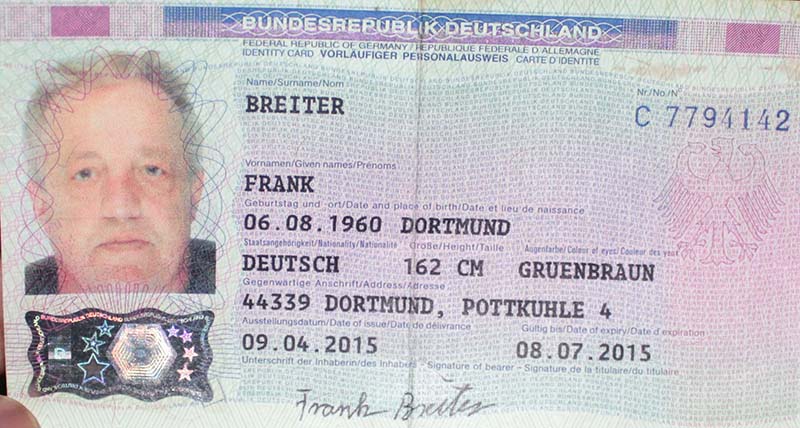 BUNDESREPUBLIK DEUTSCHLAND
FEDERAL REPUBLIC OF GERMANY / REPUBLIQUE FEDERALE D'ALLEMAGNE
IDENTITY CARD VORLÄUFIGER PERSONALAUSWEIS CARTE D'IDENTITÉ
Name/Surname/Nom
BREITER
Nr./No./N°
C 7794142
Vornamen/Given names/Prénoms
FRANK
Geburtstag und -ort/Date and place of birth/Date et lieu de naissance
06.08.1960 DORTMUND
Staatsangehörigkeit/Nationality/Nationalité Größe/Height/Taille Augenfarbe/Colour of eyes/Couleur des yeux
DEUTSCH 162 CM GRUENBRAUN
Gegenwärtige Anschrift/Address/Adresse
44339 DORTMUND, POTTKUHLE 4
Ausstellungsdatum/Date of issue/Date de délivrance Gültig bis/Date of expiry/Date d'expiration
09.04.2015 08.07.2015
Unterschrift der Inhaberin/des Inhabers - Signature of bearer - Signature de la titulaire/du titulaire
Frank Breiter